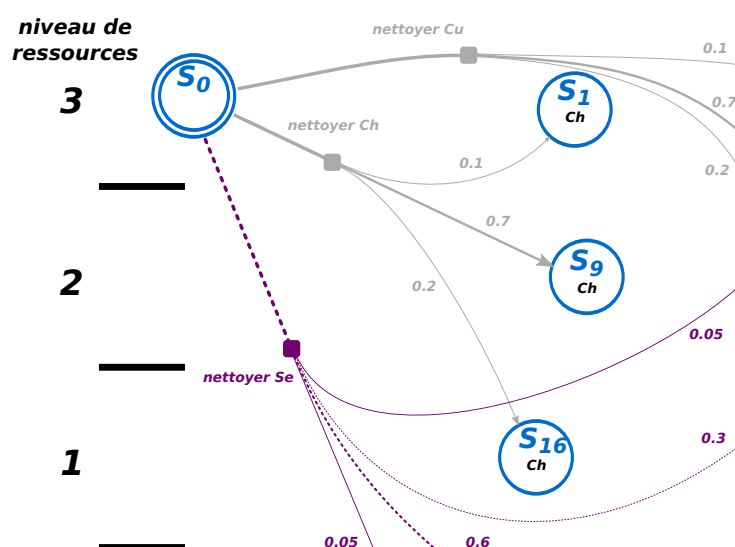 niveau de
ressources
nettoyer Cu
0.1
S0
3
S1
Ch
0.7
nettoyer Ch
0.1
0.2
0.7
2
S9
Ch
0.2
0.05
nettoyer Se
0.3
1
S16
Ch
0.05
0.6